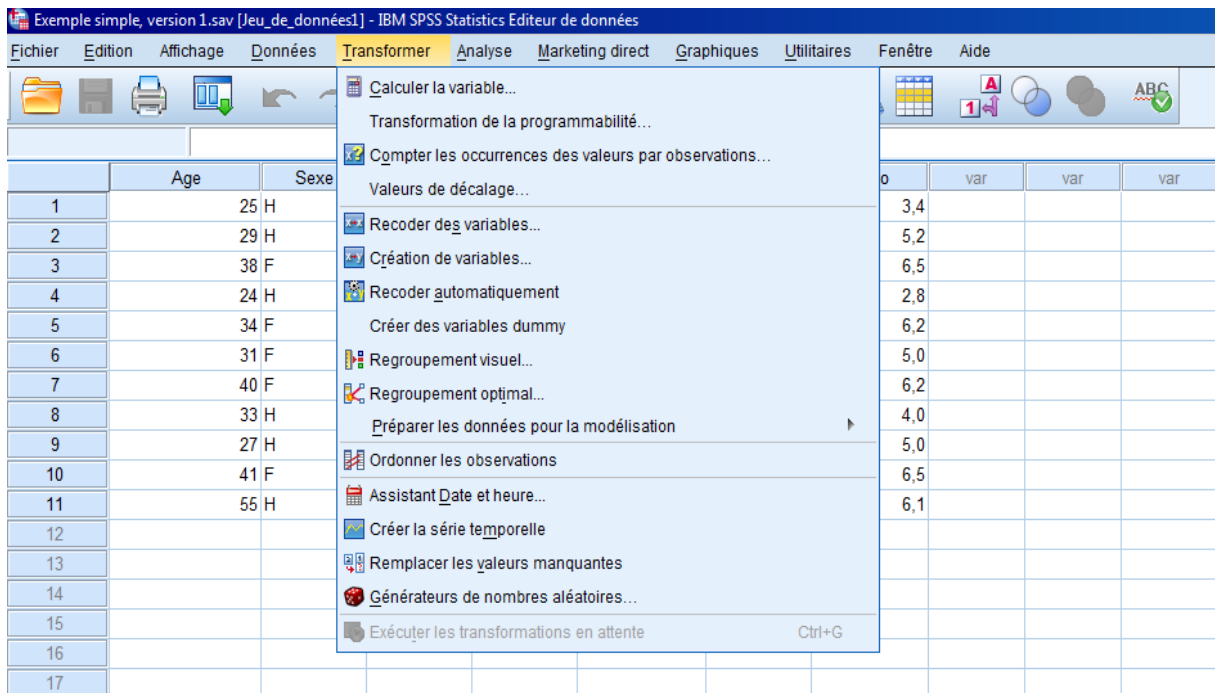 Exemple simple, version 1.sav [Jeu_de_données1] - IBM SPSS Statistics Editeur de données
Fichier Edition Affichage Données Transformer Analyse Marketing direct Graphiques Utilitaires Fenêtre Aide
A
1
ABC
Calculer la variable...
Transformation de la programmabilité...
Compter les occurrences des valeurs par observations...
Valeurs de décalage...
Recoder des variables...
Création de variables...
Recoder automatiquement
Créer des variables dummy
Regroupement visuel...
Regroupement optimal...
Préparer les données pour la modélisation
Ordonner les observations
Assistant Date et heure...
Créer la série temporelle
Remplacer les valeurs manquantes
Générateurs de nombres aléatoires...
Exécuter les transformations en attente Ctrl+G
Age Sexe o var var var
1 25 H 3,4
2 29 H 5,2
3 38 F 6,5
4 24 H 2,8
5 34 F 6,2
6 31 F 5,0
7 40 F 6,2
8 33 H 4,0
9 27 H 5,0
10 41 F 6,5
11 55 H 6,1
12
13
14
15
16
17